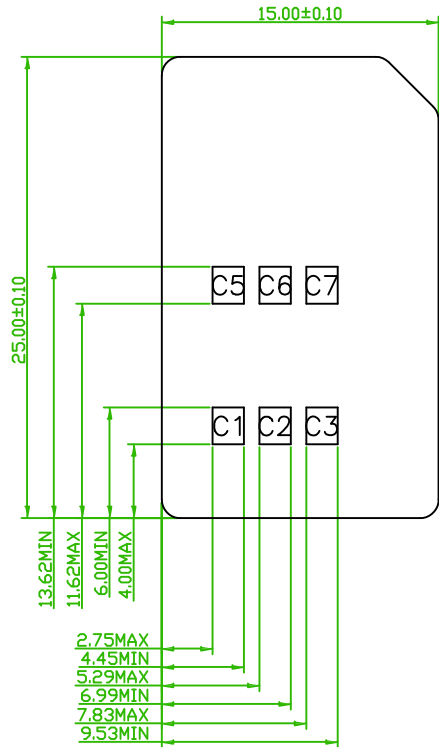 15.00±0.10
25.00±0.10
C5 C6 C7
C1 C2 C3
13.62MIN
11.62MAX
6.00MIN
4.00MAX
2.75MAX
4.45MIN
5.29MAX
6.99MIN
7.83MAX
9.53MIN